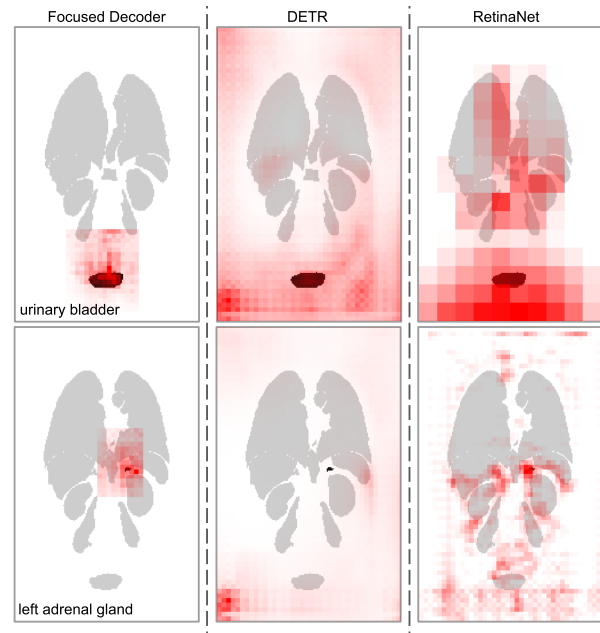 Focused Decoder
DETR
RetinaNet
urinary bladder
left adrenal gland